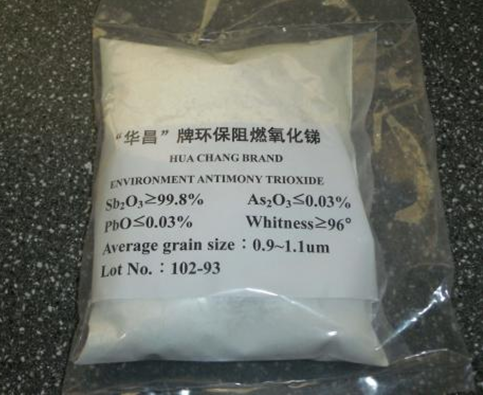 “华昌”牌环保阻燃氧化锑
HUA CHANG BRAND
ENVIRONMENT ANTIMONY TRIOXIDE
Sb₂O₃≥99.8% As₂O₃≤0.03%
PbO≤0.03% Whitness≥96°
Average grain size：0.9~1.1um
Lot No.：102-93